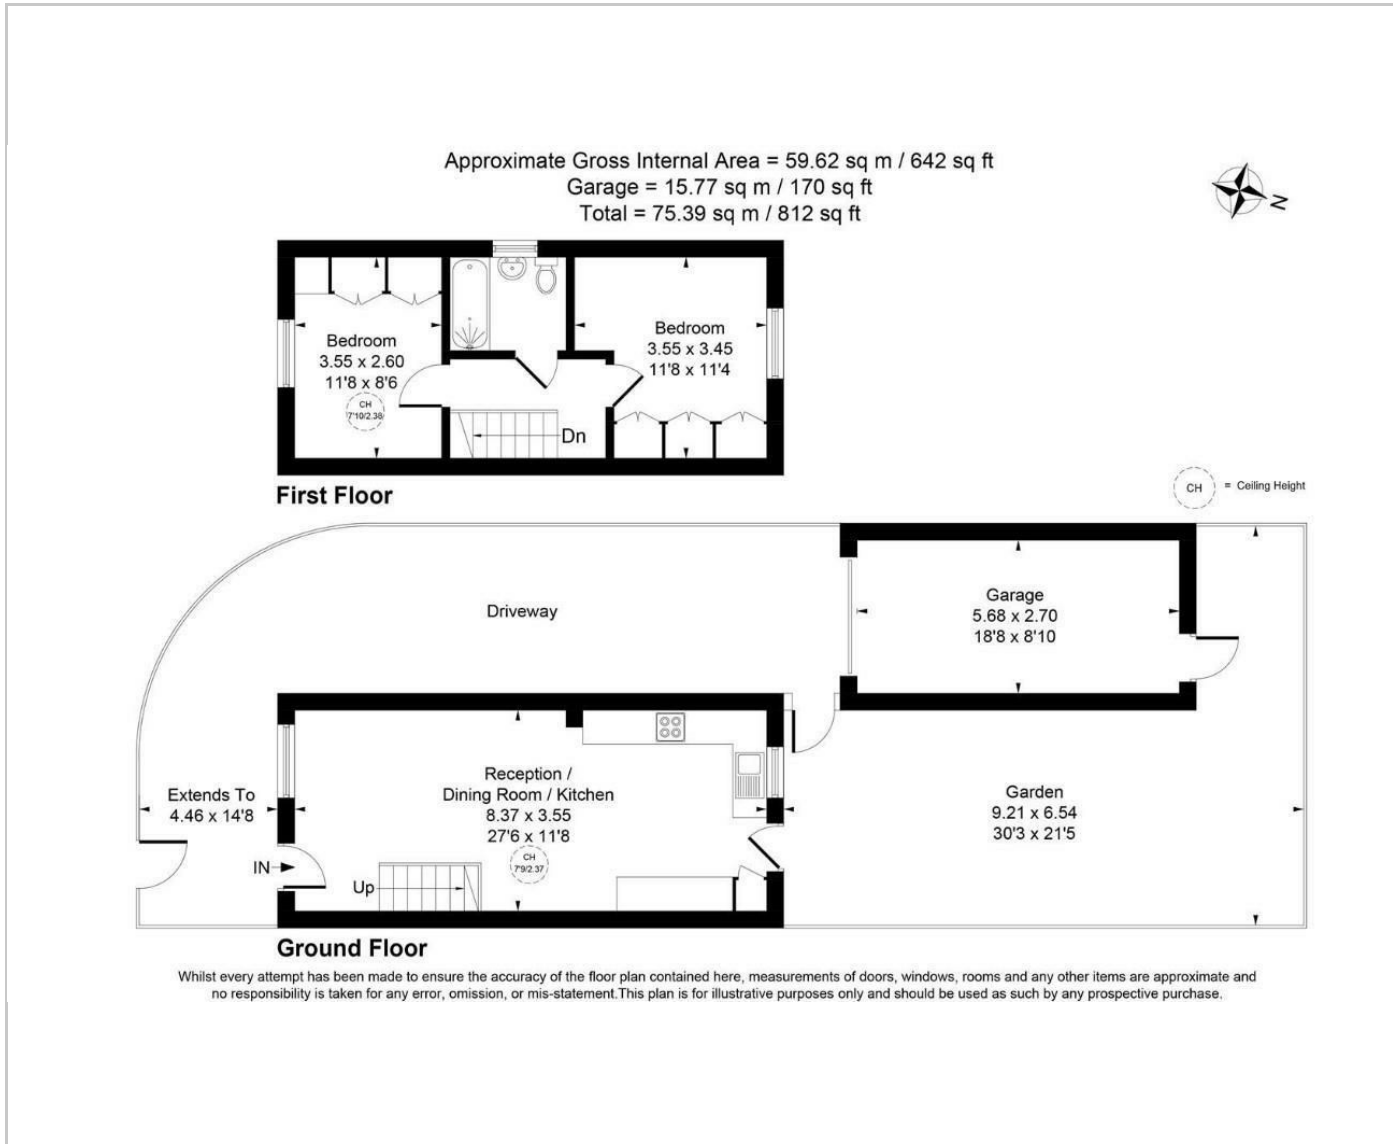 Approximate Gross Internal Area = 59.62 sq m / 642 sq ft
Garage = 15.77 sq m / 170 sq ft
Total = 75.39 sq m / 812 sq ft
N
Bedroom
3.55 x 2.60
11'8 x 8'6
CH
7'10/2.38
Bedroom
3.55 x 3.45
11'8 x 11'4
Dn
First Floor
CH
= Ceiling Height
Driveway
Garage
5.68 x 2.70
18'8 x 8'10
Extends To
4.46 x 14'8
IN
Reception /
Dining Room / Kitchen
8.37 x 3.55
27'6 x 11'8
CH
7'9/2.37
Up
Garden
9.21 x 6.54
30'3 x 21'5
Ground Floor
Whilst every attempt has been made to ensure the accuracy of the floor plan contained here, measurements of doors, windows, rooms and any other items are approximate and
no responsibility is taken for any error, omission, or mis-statement.This plan is for illustrative purposes only and should be used as such by any prospective purchase.